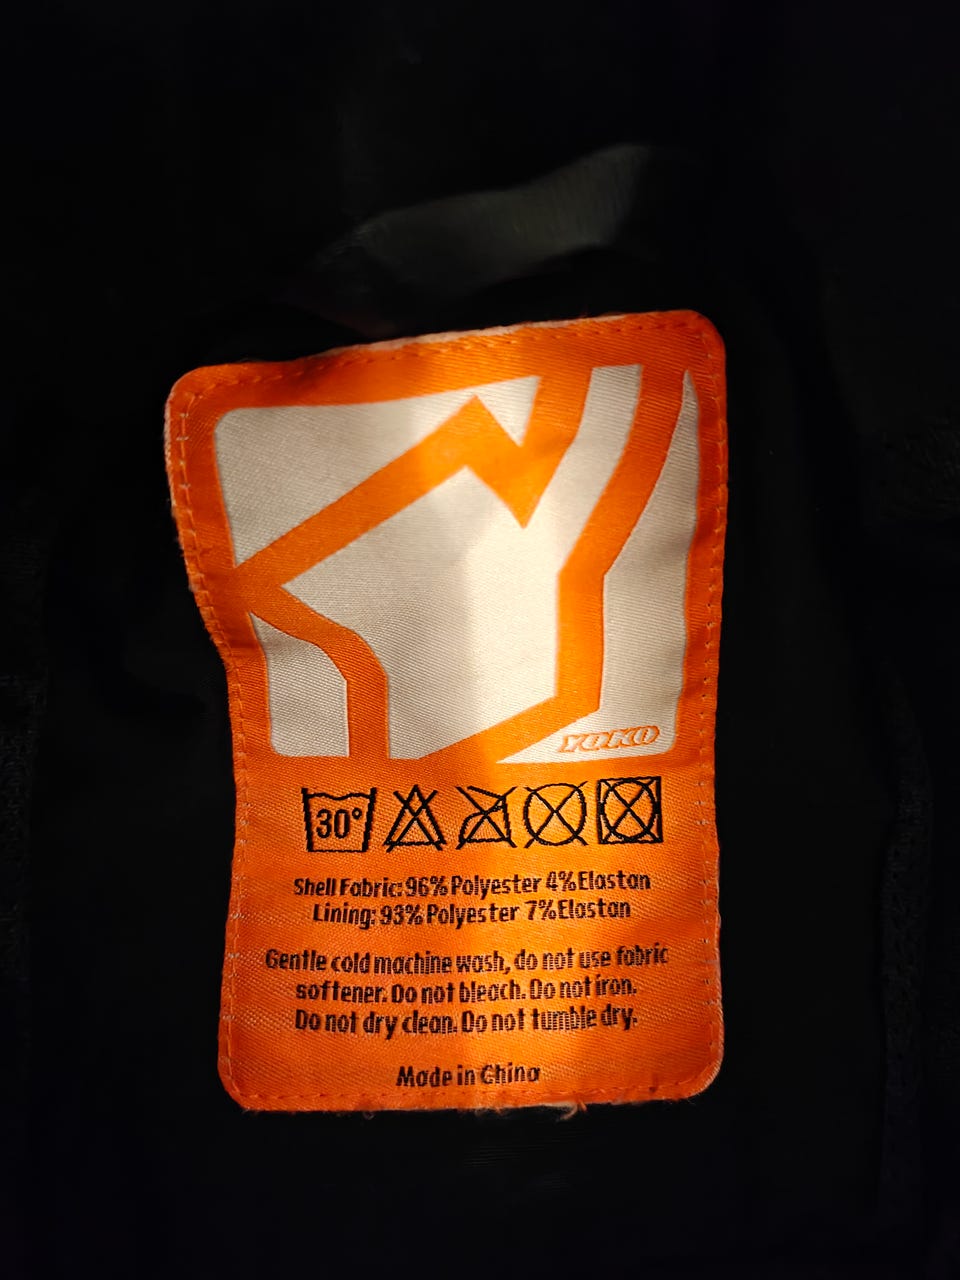 YOKO
30°
Shell Fabric: 96% Polyester 4% Elastan
Lining: 93% Polyester 7% Elastan
Gentle cold machine wash, do not use fabric
softener. Do not bleach. Do not iron.
Do not dry clean. Do not tumble dry.
Made in China